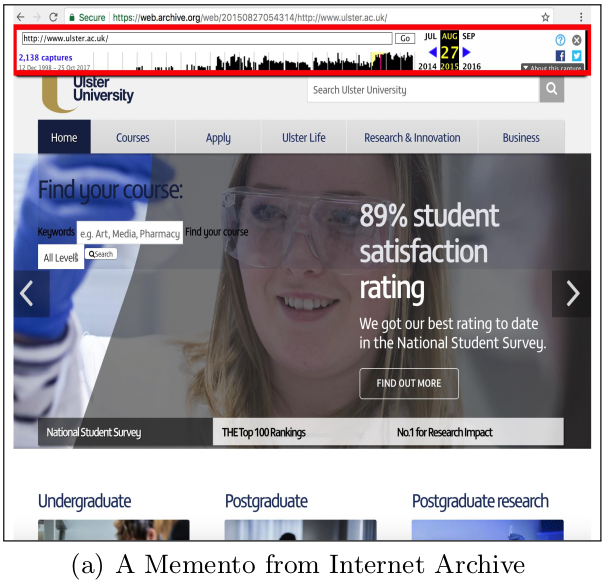 Secure https://web.archive.org/web/20150827054314/http://www.ulster.ac.uk/
http://www.ulster.ac.uk/ Go JUL AUG SEP
2,138 captures 27
12 Dec 1998 – 25 Oct 2017 2014 2015 2016 ▼ About this capture
Ulster
University
Search Ulster University
Home Courses Apply Ulster Life Research & Innovation Business
Find your course:
Keywords e.g. Art, Media, Pharmacy Find your course
All Levels Search
89% student
satisfaction
rating
We got our best rating to date
in the National Student Survey.
FIND OUT MORE
National Student Survey THE Top 100 Rankings No.1 for Research Impact
Undergraduate Postgraduate Postgraduate research
(a) A Memento from Internet Archive